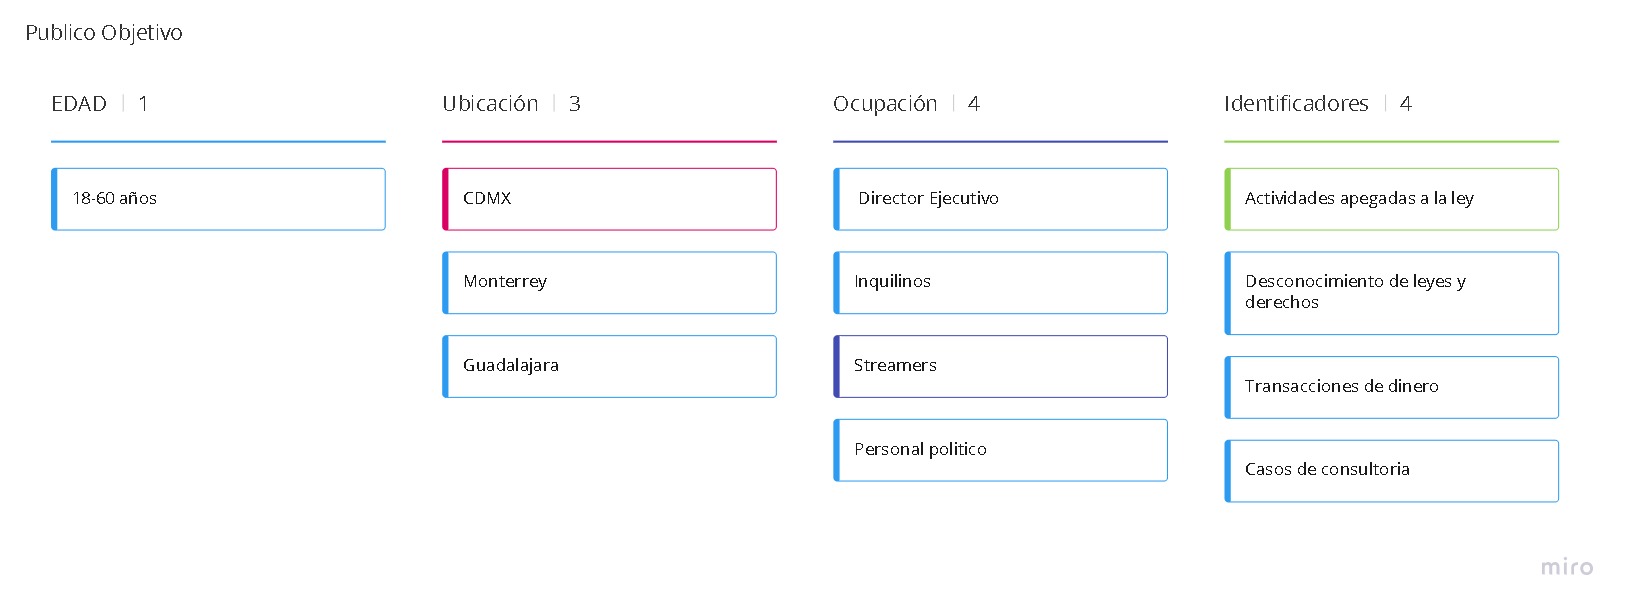 Publico Objetivo
EDAD | 1
18-60 años
Ubicación | 3
CDMX
Monterrey
Guadalajara
Ocupación | 4
Director Ejecutivo
Inquilinos
Streamers
Personal politico
Identificadores | 4
Actividades apegadas a la ley
Desconocimiento de leyes y
derechos
Transacciones de dinero
Casos de consultoria
miro